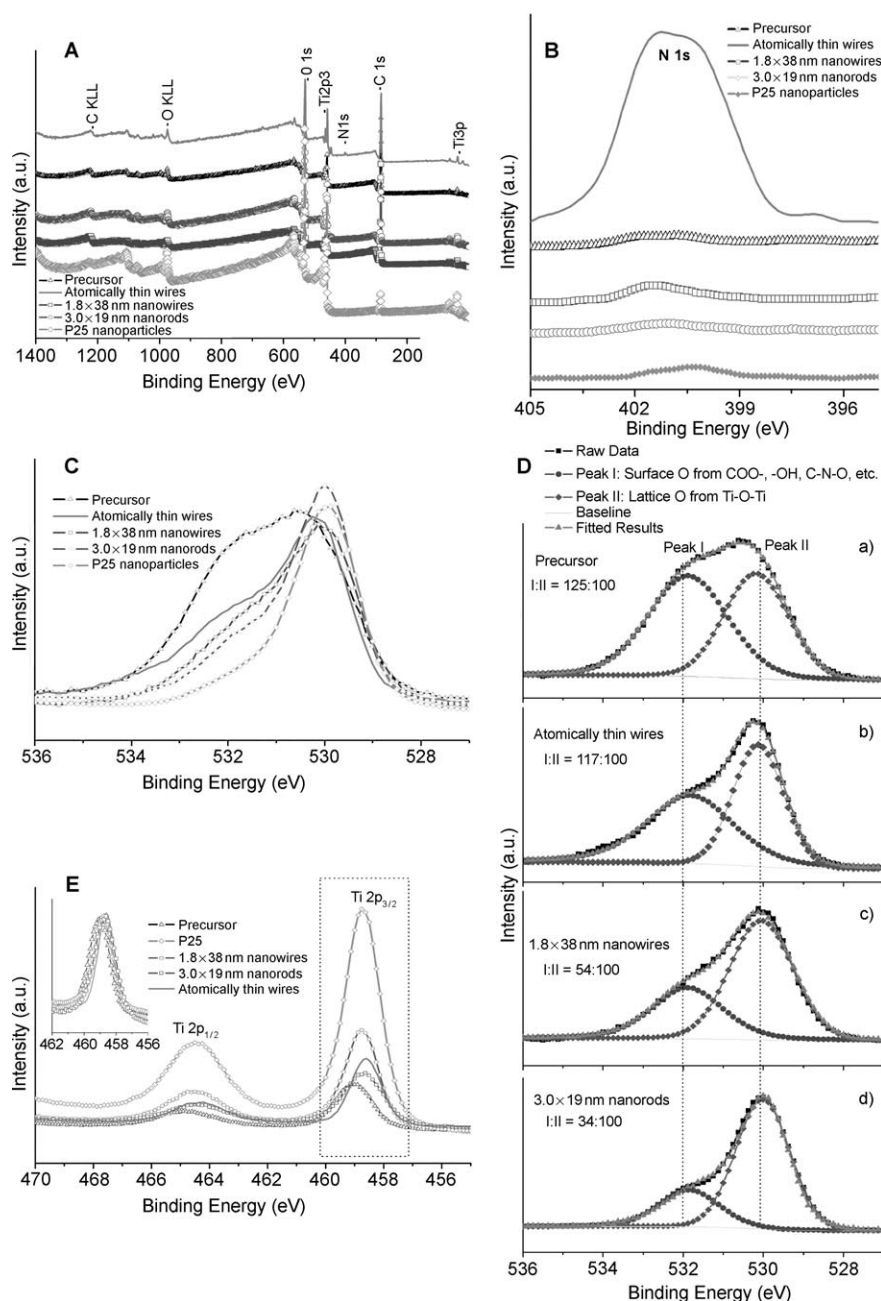 A
-C KLL
-O KLL
-O 1s
-Ti2p3
-N1s
-C 1s
-Ti3p
Precursor
Atomically thin wires
1.8×38 nm nanowires
3.0×19 nm nanorods
P25 nanoparticles
Intensity (a.u.)
1400 1200 1000 800 600 400 200
Binding Energy (eV)
B
N 1s
Precursor
Atomically thin wires
1.8×38 nm nanowires
3.0×19 nm nanorods
P25 nanoparticles
Intensity (a.u.)
405 402 399 396
Binding Energy (eV)
C
Precursor
Atomically thin wires
1.8×38 nm nanowires
3.0×19 nm nanorods
P25 nanoparticles
Intensity (a.u.)
536 534 532 530 528
Binding Energy (eV)
D
Raw Data
Peak I: Surface O from COO-, -OH, C-N-O, etc.
Peak II: Lattice O from Ti-O-Ti
Baseline
Fitted Results
a)
Peak I
Peak II
Precursor
I:II = 125:100
b)
Atomically thin wires
I:II = 117:100
c)
1.8×38 nm nanowires
I:II = 54:100
d)
3.0×19 nm nanorods
I:II = 34:100
Intensity (a.u.)
536 534 532 530 528
Binding Energy (eV)
E
Ti 2p3/2
Precursor
P25
1.8×38 nm nanowires
3.0×19 nm nanorods
Atomically thin wires
462 460 458 456
Ti 2p1/2
Intensity (a.u.)
470 468 466 464 462 460 458 456
Binding Energy (eV)